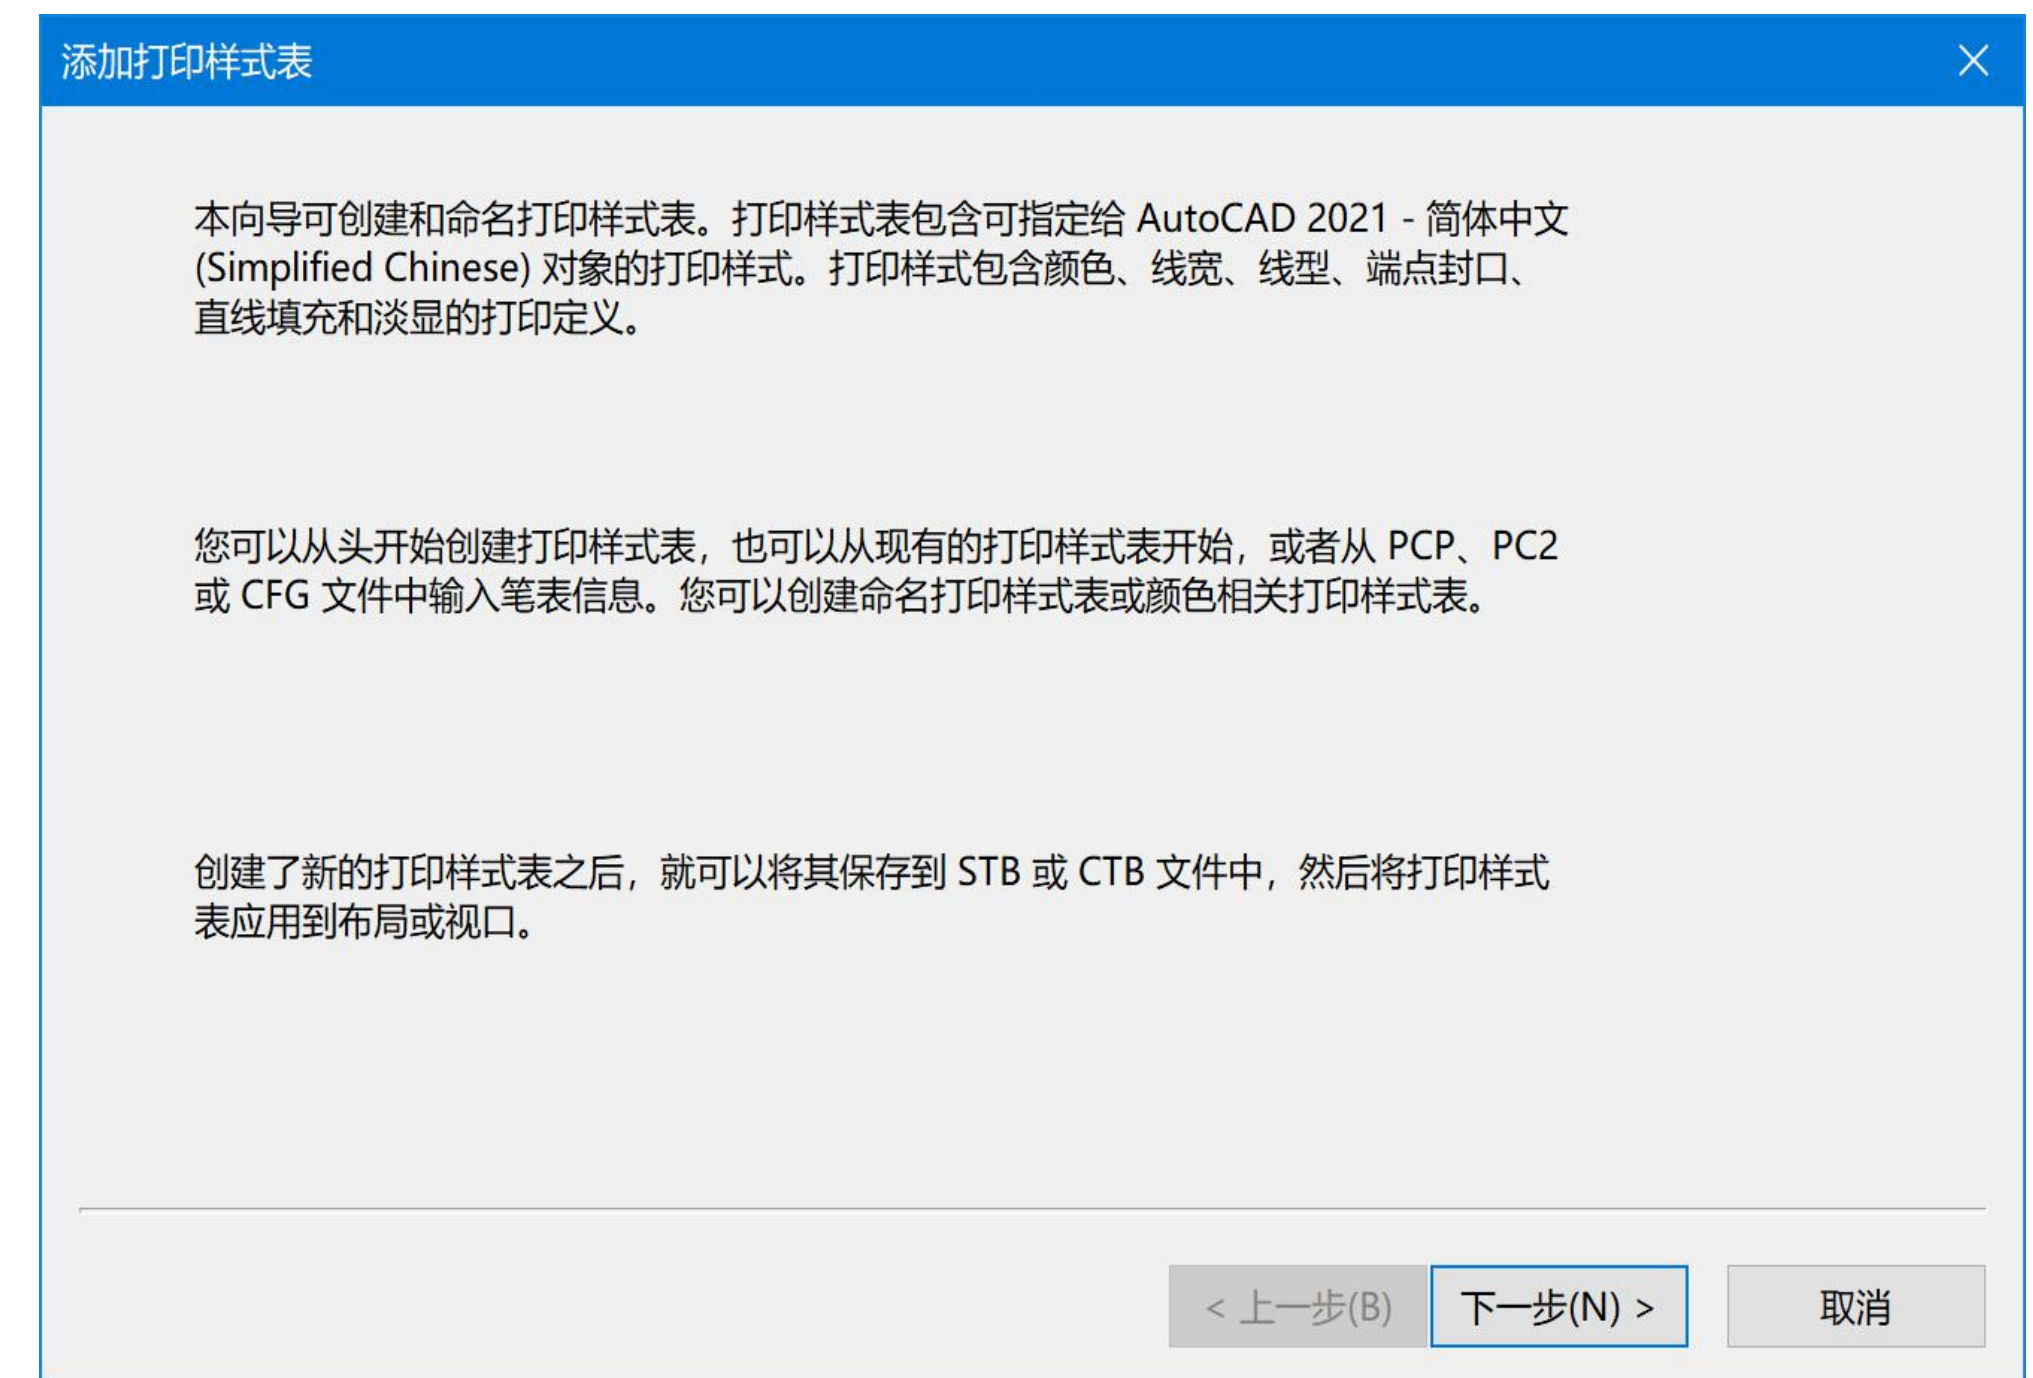 添加打印样式表
本向导可创建和命名打印样式表。打印样式表包含可指定给 AutoCAD 2021 - 简体中文
(Simplified Chinese) 对象的打印样式。打印样式包含颜色、线宽、线型、端点封口、
直线填充和淡显的打印定义。
您可以从头开始创建打印样式表，也可以从现有的打印样式表开始，或者从 PCP、PC2
或 CFG 文件中输入笔表信息。您可以创建命名打印样式表或颜色相关打印样式表。
创建了新的打印样式表之后，就可以将其保存到 STB 或 CTB 文件中，然后将打印样式
表应用到布局或视口。
< 上一步(B) 下一步(N) > 取消